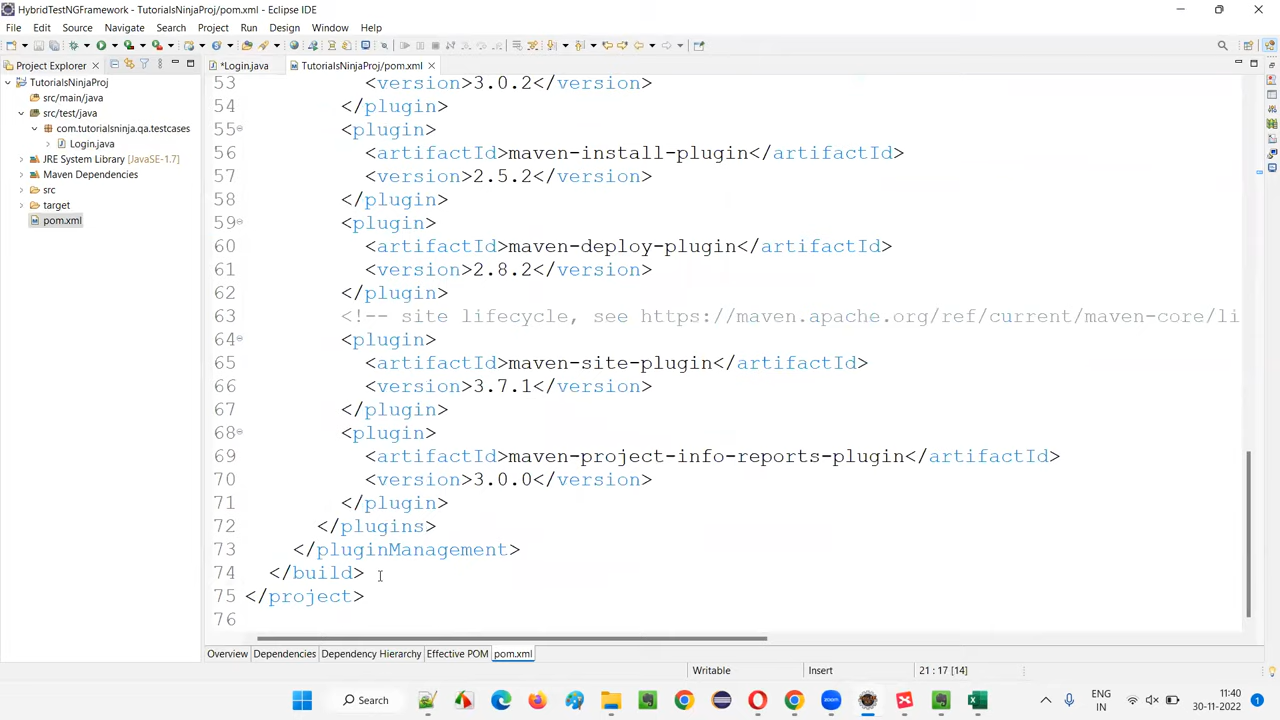 HybridTestNGFramework - TutorialsNinjaProj/pom.xml - Eclipse IDE
File Edit Source Navigate Search Project Run Design Window Help
Project Explorer
*Login.java
TutorialsNinjaProj/pom.xml
TutorialsNinjaProj
src/main/java
src/test/java
com.tutorialsninja.qa.testcases
Login.java
JRE System Library [JavaSE-1.7]
Maven Dependencies
src
target
pom.xml
53 <version>3.0.2</version>
54 </plugin>
55 <plugin>
56 <artifactId>maven-install-plugin</artifactId>
57 <version>2.5.2</version>
58 </plugin>
59 <plugin>
60 <artifactId>maven-deploy-plugin</artifactId>
61 <version>2.8.2</version>
62 </plugin>
63 <!-- site lifecycle, see https://maven.apache.org/ref/current/maven-core/li
64 <plugin>
65 <artifactId>maven-site-plugin</artifactId>
66 <version>3.7.1</version>
67 </plugin>
68 <plugin>
69 <artifactId>maven-project-info-reports-plugin</artifactId>
70 <version>3.0.0</version>
71 </plugin>
72 </plugins>
73 </pluginManagement>
74 </build>
75 </project>
76
Overview Dependencies Dependency Hierarchy Effective POM pom.xml
Writable Insert 21 : 17 [14]
Search
zoom
ENG
IN
11:40
30-11-2022
1